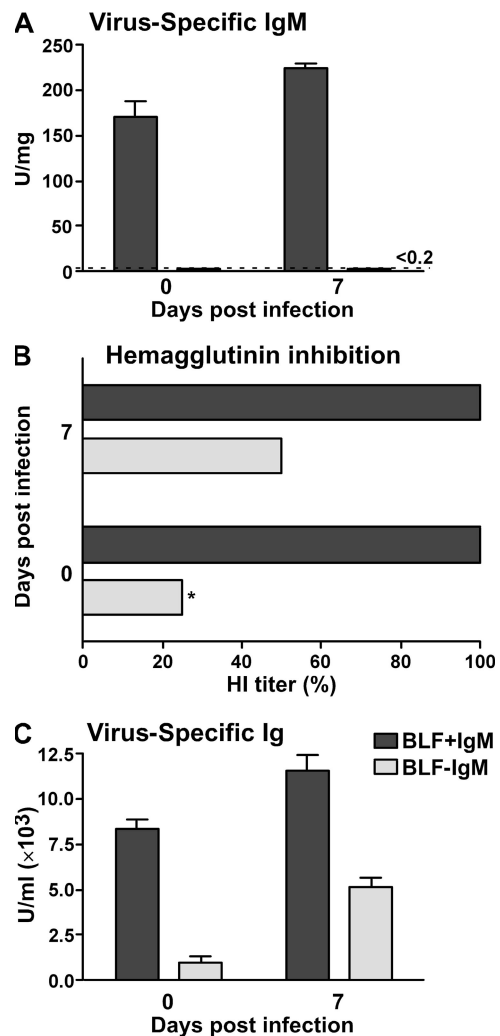 A Virus-Specific IgM
250
200
150
100
50
0
U/mg
<0.2
0 7
Days post infection
B Hemagglutinin inhibition
7
0
Days post infection
*
0 20 40 60 80 100
HI titer (%)
C Virus-Specific Ig
BLF+IgM
BLF-IgM
12.5
10.0
7.5
5.0
2.5
0.0
U/ml (×10³)
0 7
Days post infection